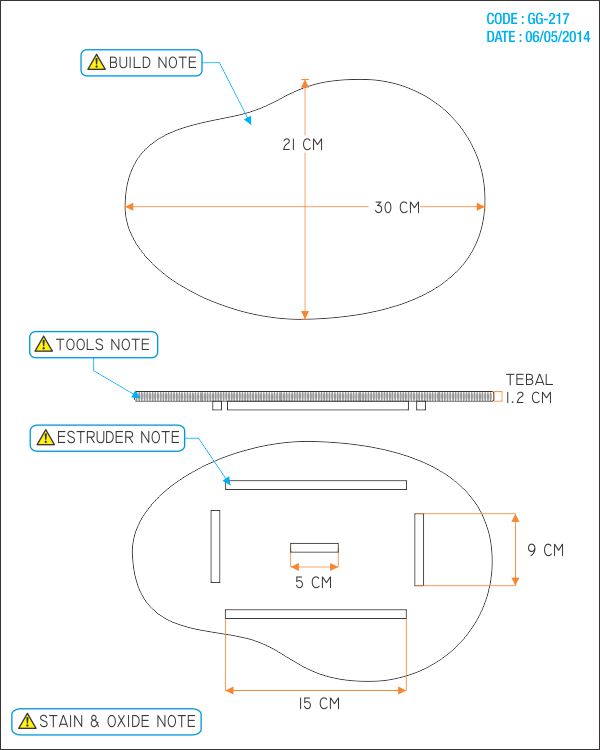 CODE : GG-217
DATE : 06/05/2014
BUILD NOTE
21 CM
30 CM
TOOLS NOTE
TEBAL
1.2 CM
ESTRUDER NOTE
9 CM
5 CM
15 CM
STAIN & OXIDE NOTE